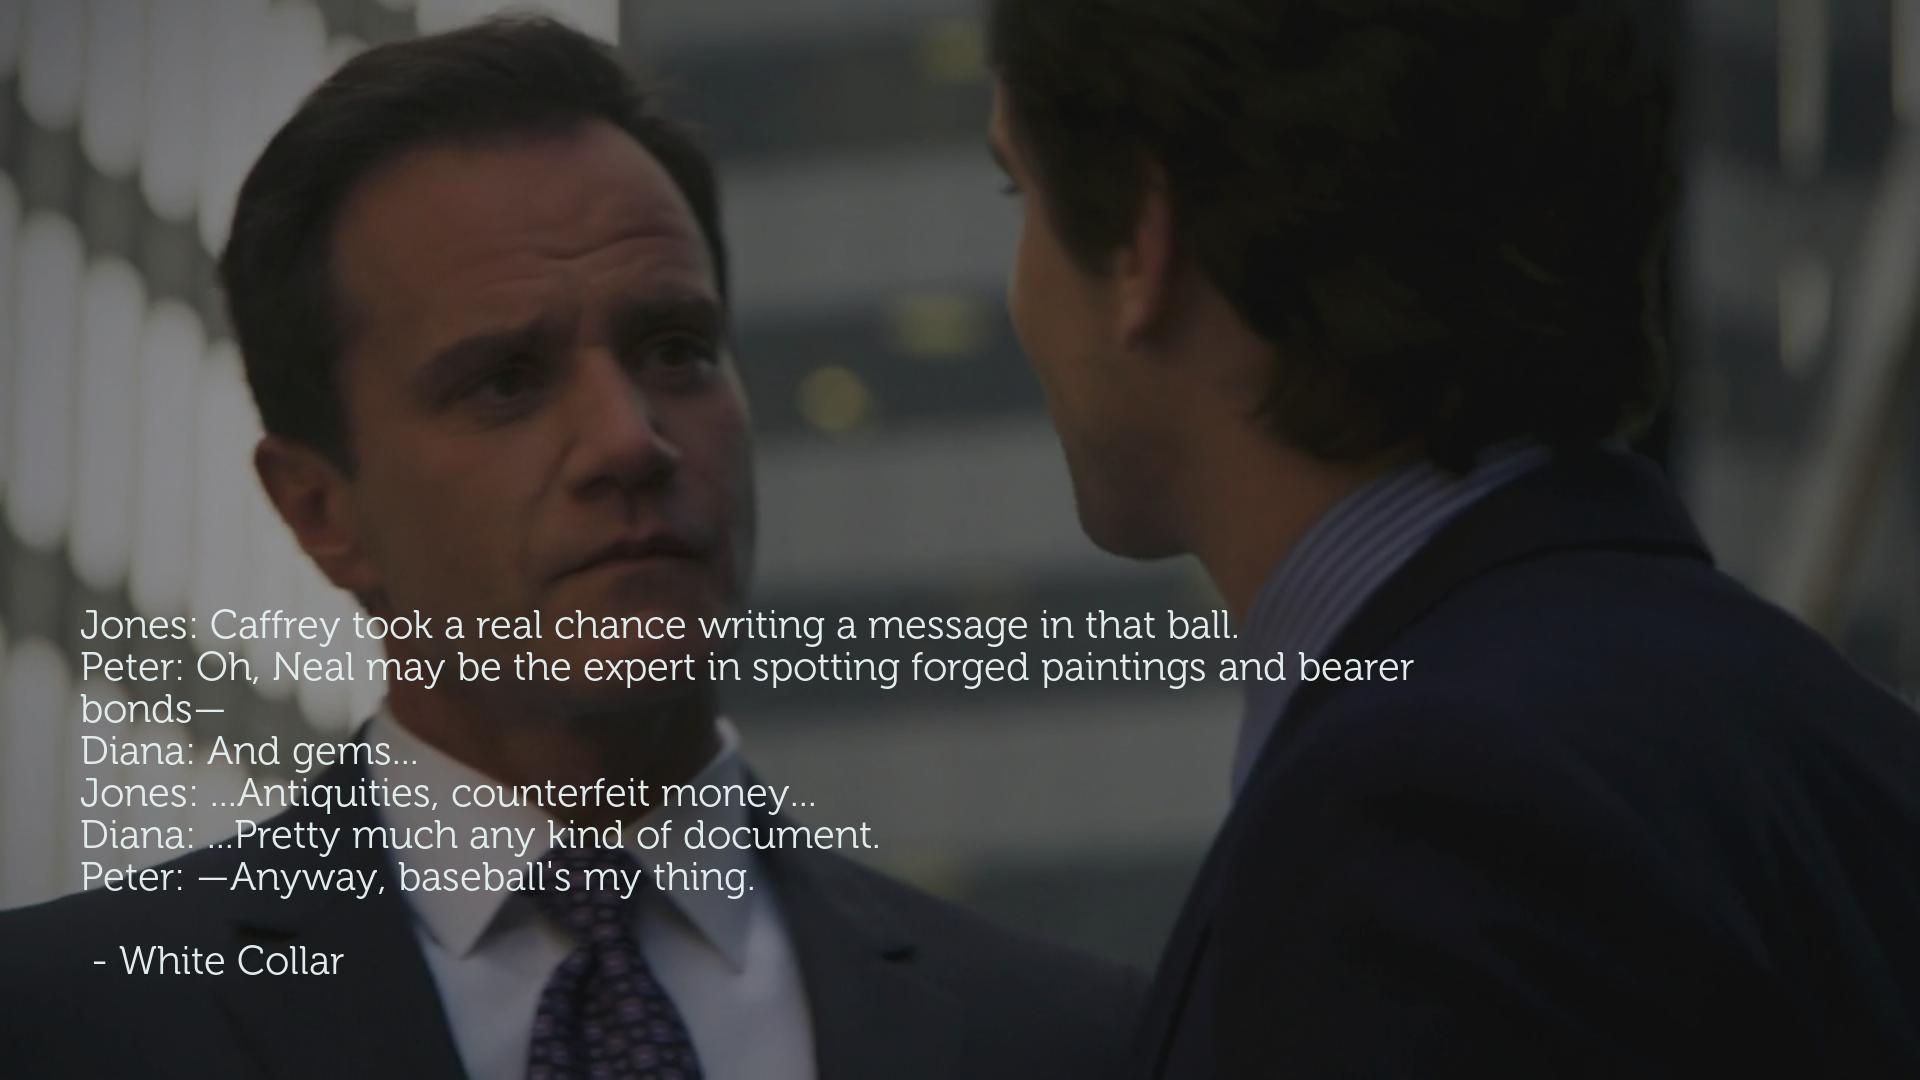 Jones: Caffrey took a real chance writing a message in that ball.
Peter: Oh, Neal may be the expert in spotting forged paintings and bearer
bonds—
Diana: And gems...
Jones: ...Antiquities, counterfeit money...
Diana: ...Pretty much any kind of document.
Peter: —Anyway, baseball's my thing.
- White Collar